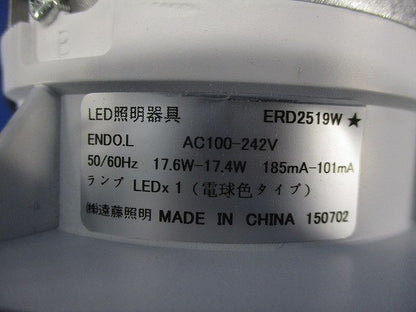 LED照明器具 ERD2519W ★
ENDO.L AC100-242V
50/60Hz 17.6W-17.4W 185mA-101mA
ランプ LED×1（電球色タイプ）
㈱遠藤照明 MADE IN CHINA 150702